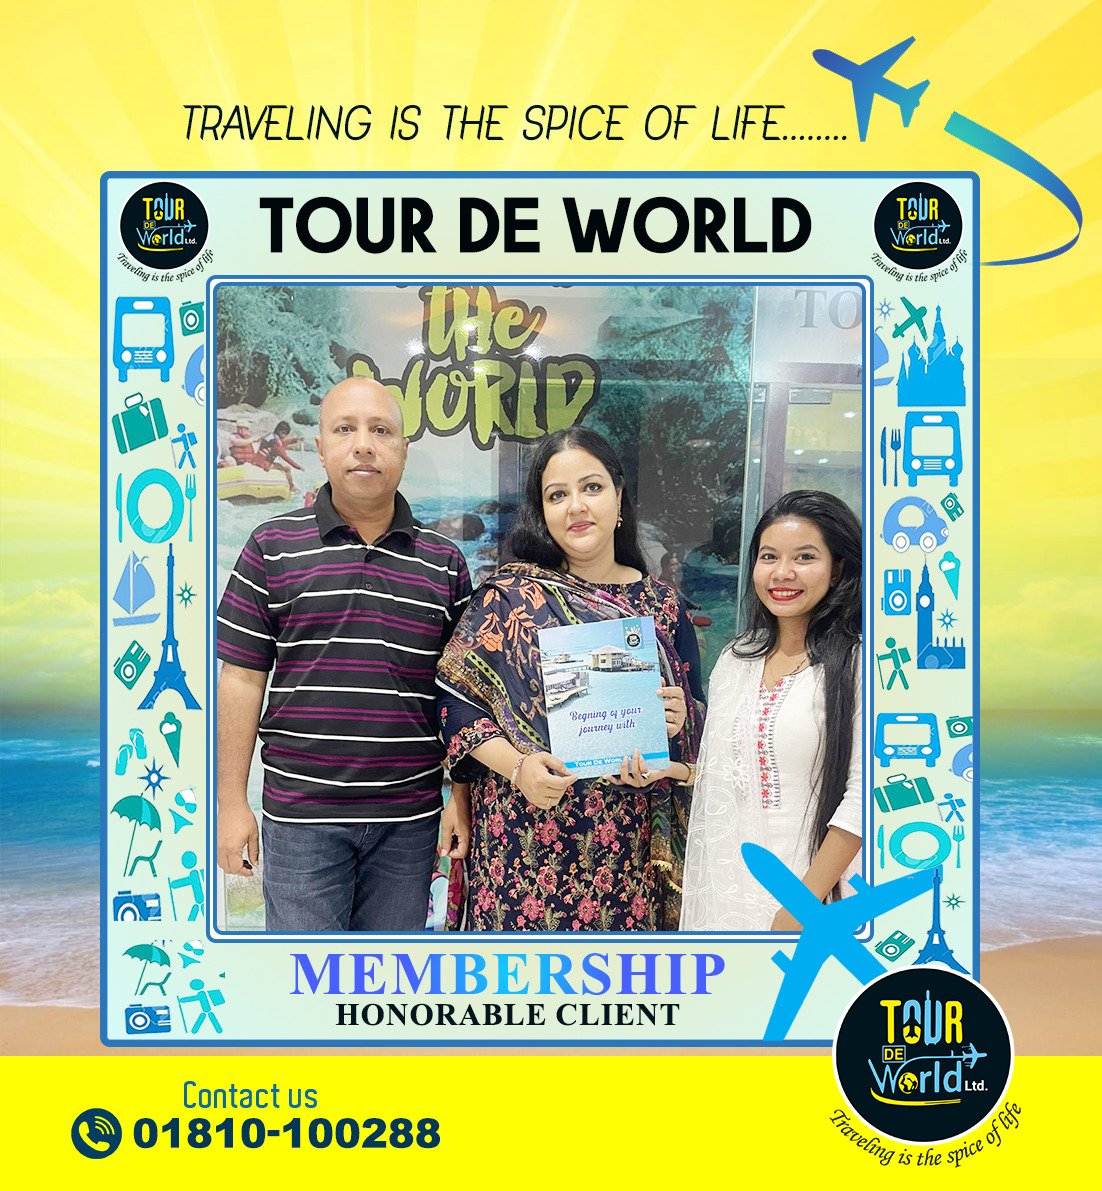 TRAVELING IS THE SPICE OF LIFE........
TOUR DE WORLD
TOUR
DE
World Ltd.
Traveling is the spice of life
TOUR
DE
World Ltd.
Traveling is the spice of life
the
WORLD
TO
Begning of your
journey with
TOUR DE WORL
MEMBERSHIP
HONORABLE CLIENT
TOUR
DE
World Ltd.
Traveling is the spice of life
Contact us
01810-100288